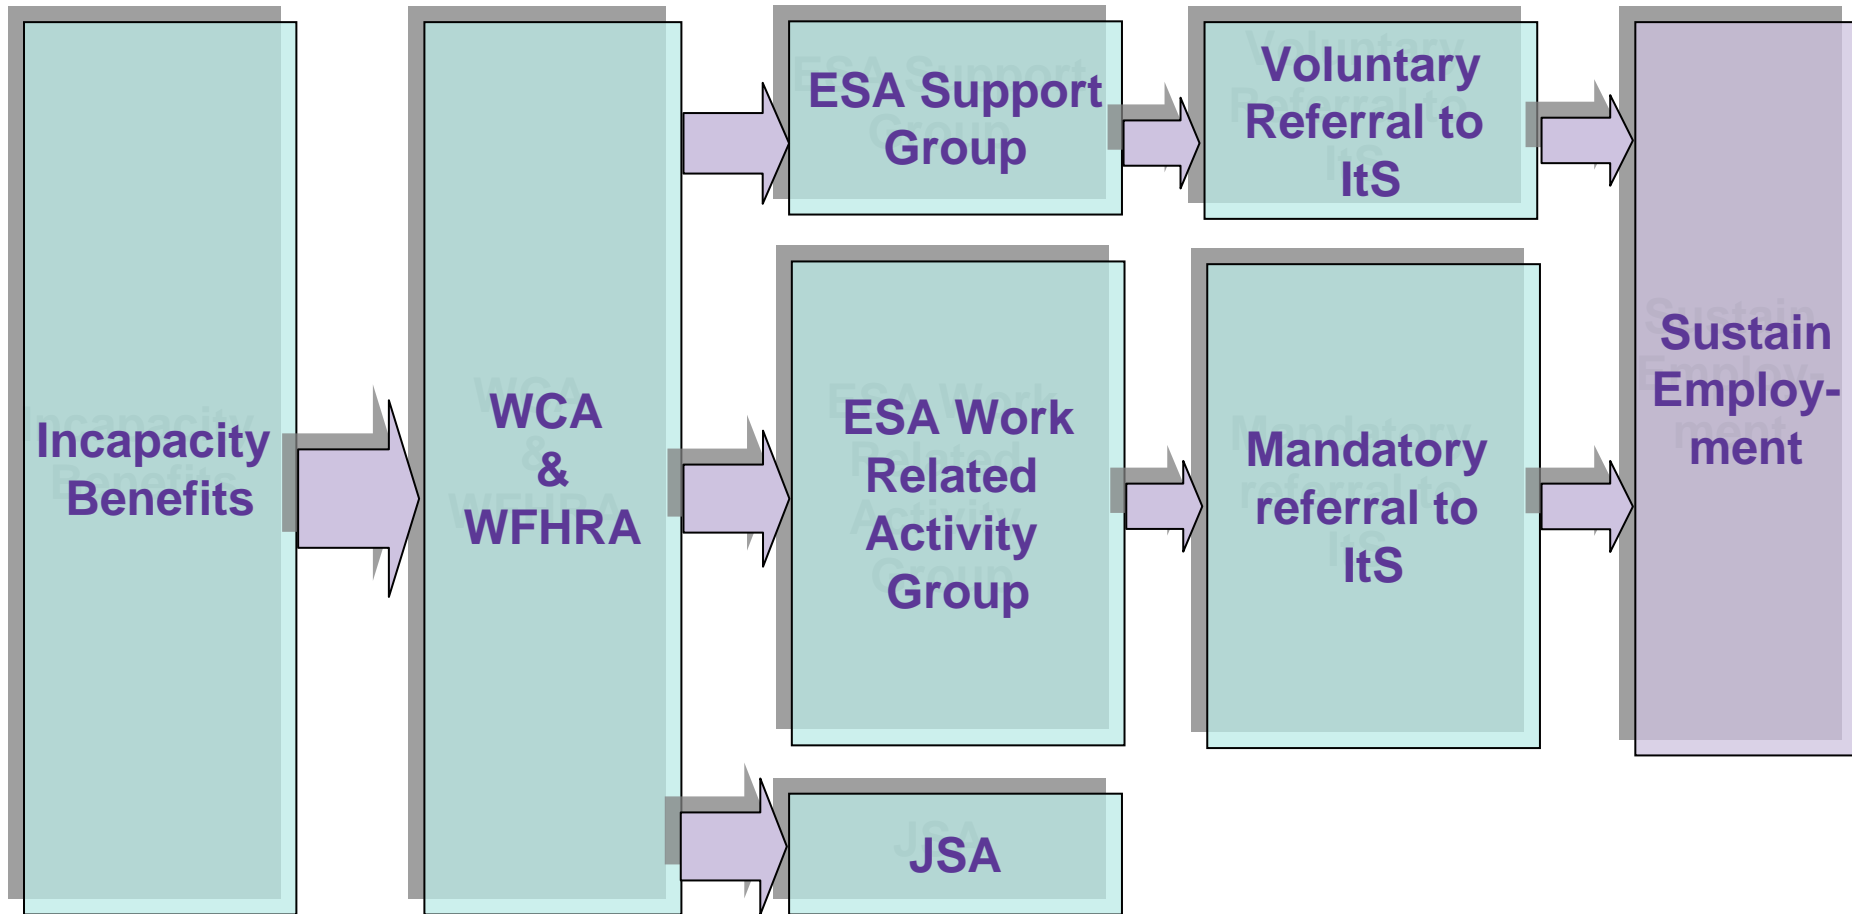 Incapacity
Benefits
WCA
&
WFHRA
ESA Support
Group
Voluntary
Referral to
ItS
ESA Work
Related
Activity
Group
Mandatory
referral to
ItS
JSA
Sustain
Employ-
ment